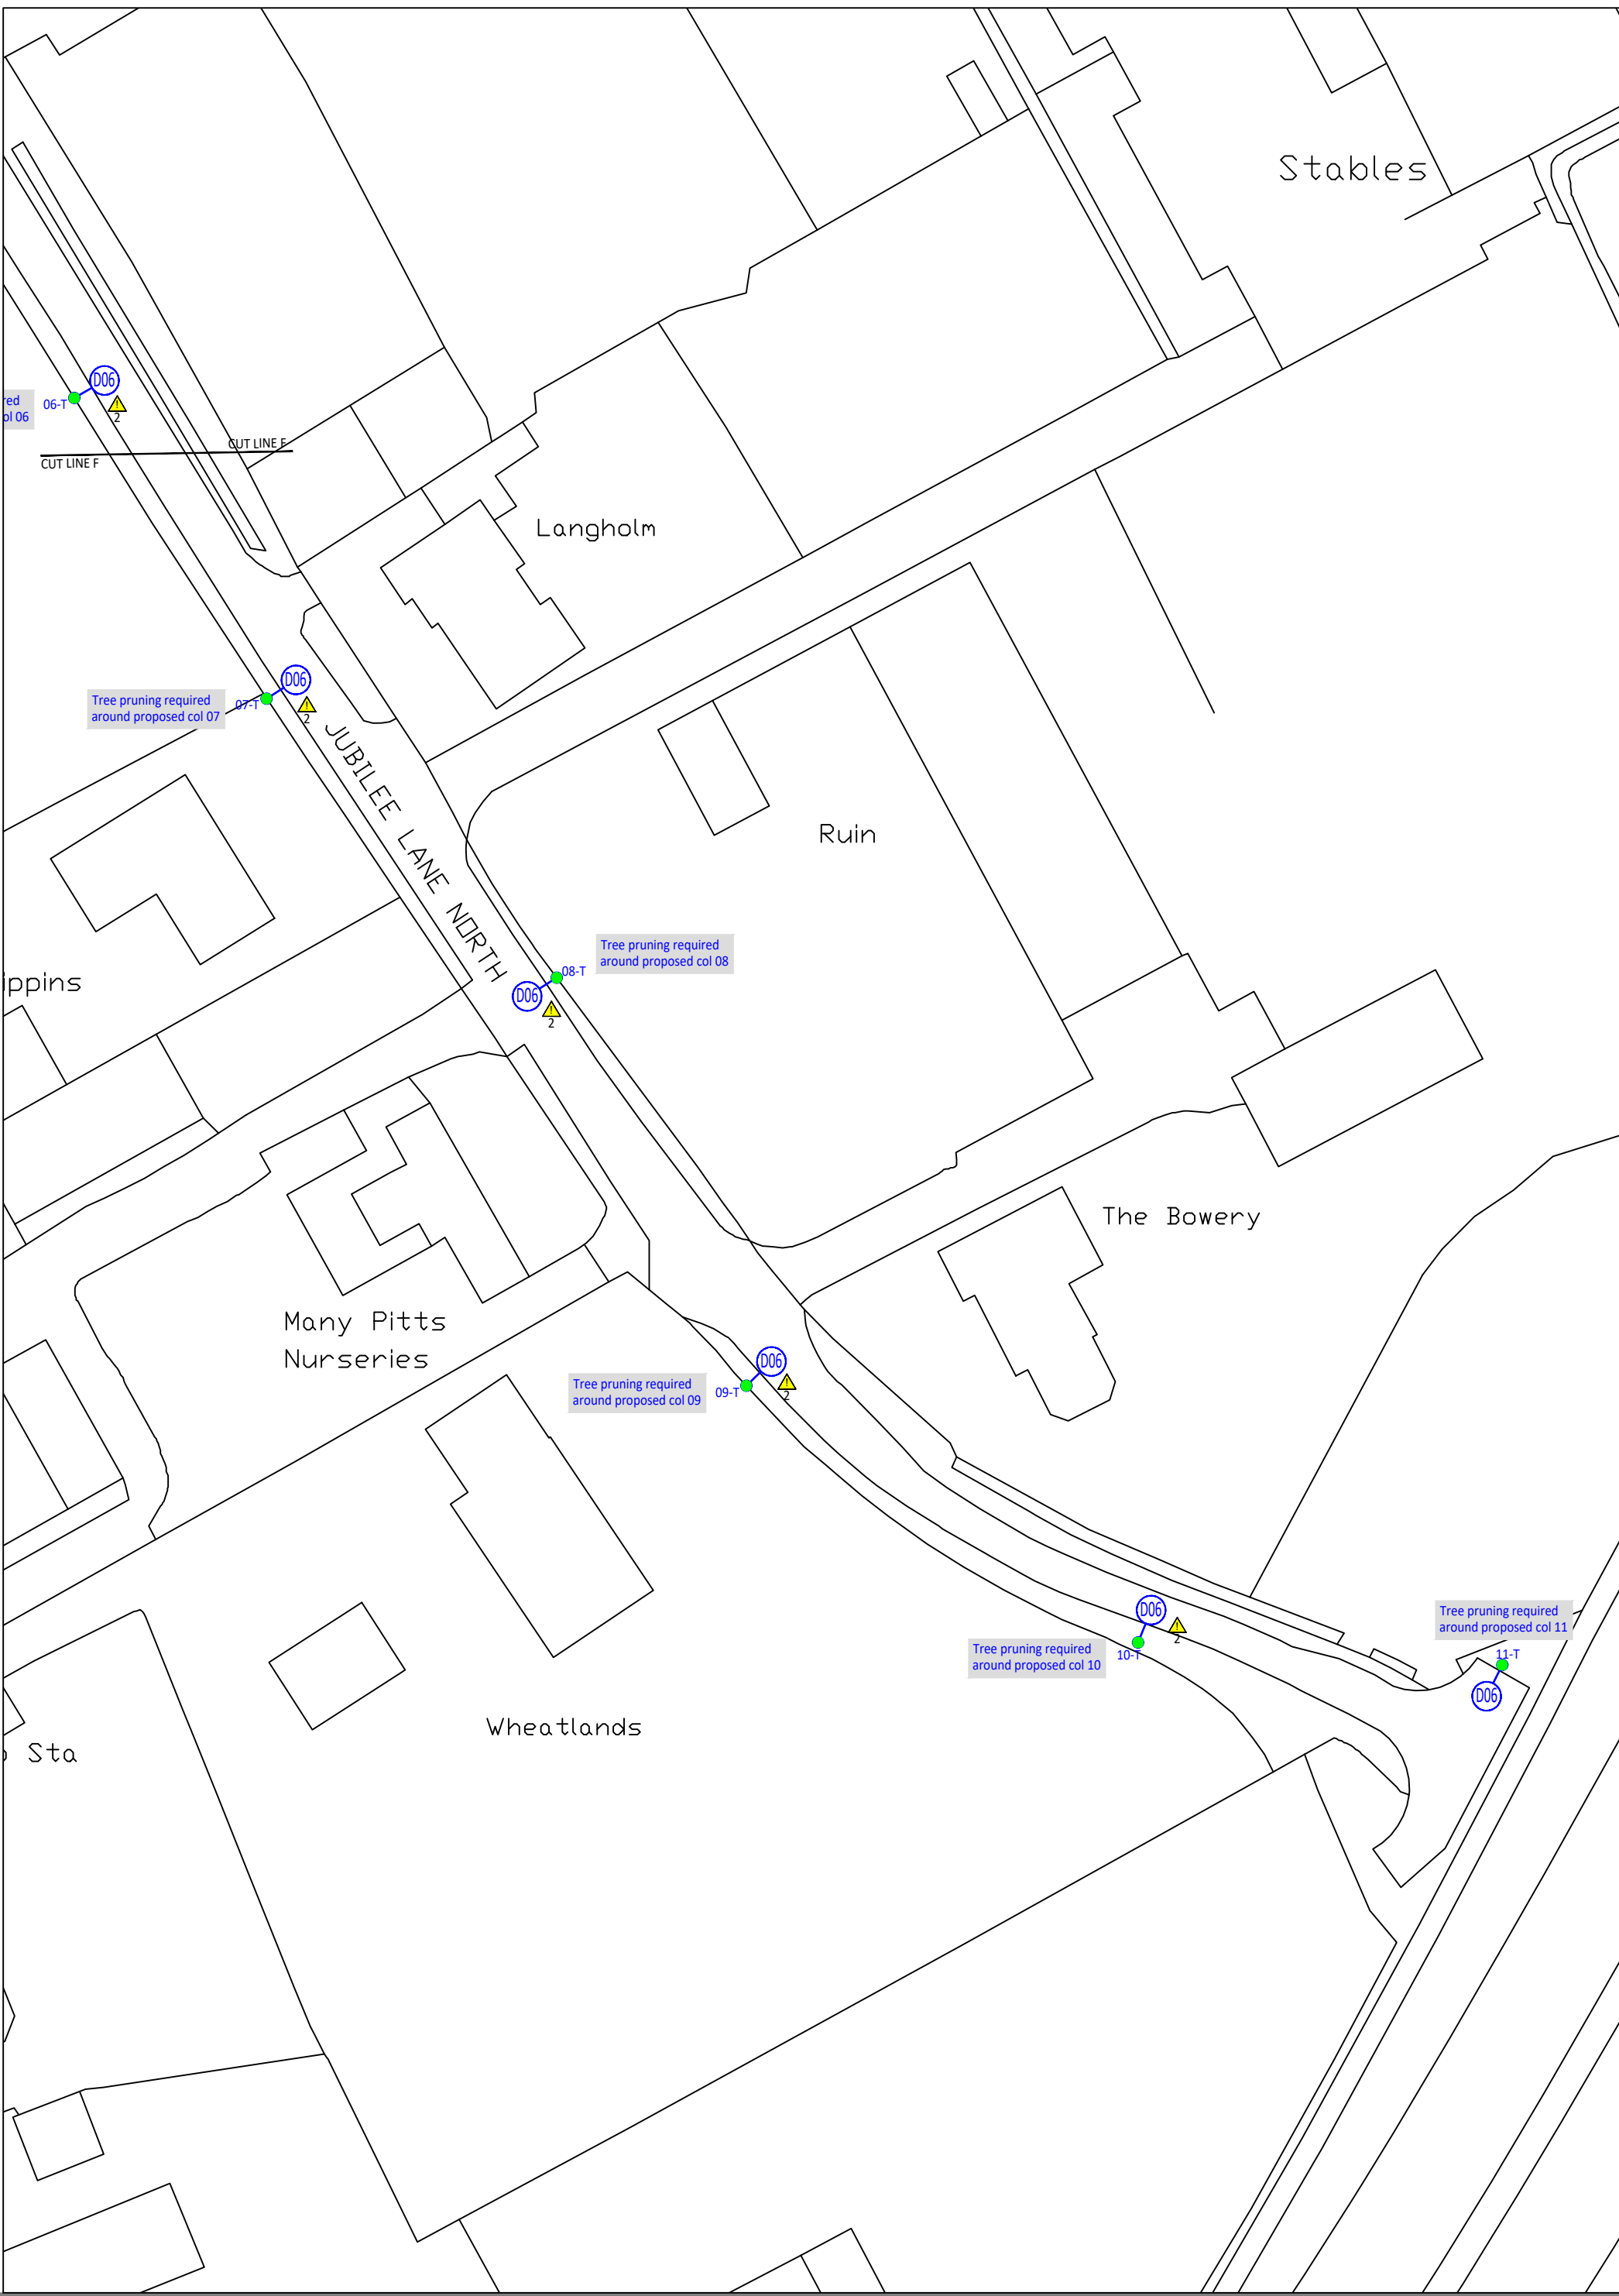 Stables
D06
red
ol 06
06-T
2
CUT LINE F
CUT LINE F
Langholm
D06
Tree pruning required
around proposed col 07
07-T
2
JUBILEE LANE NORTH
Ruin
Tree pruning required
around proposed col 08
08-T
D06
2
ippins
The Bowery
Many Pitts
Nurseries
D06
Tree pruning required
around proposed col 09
09-T
2
D06
2
Tree pruning required
around proposed col 10
10-T
Tree pruning required
around proposed col 11
11-T
D06
Wheatlands
Sta